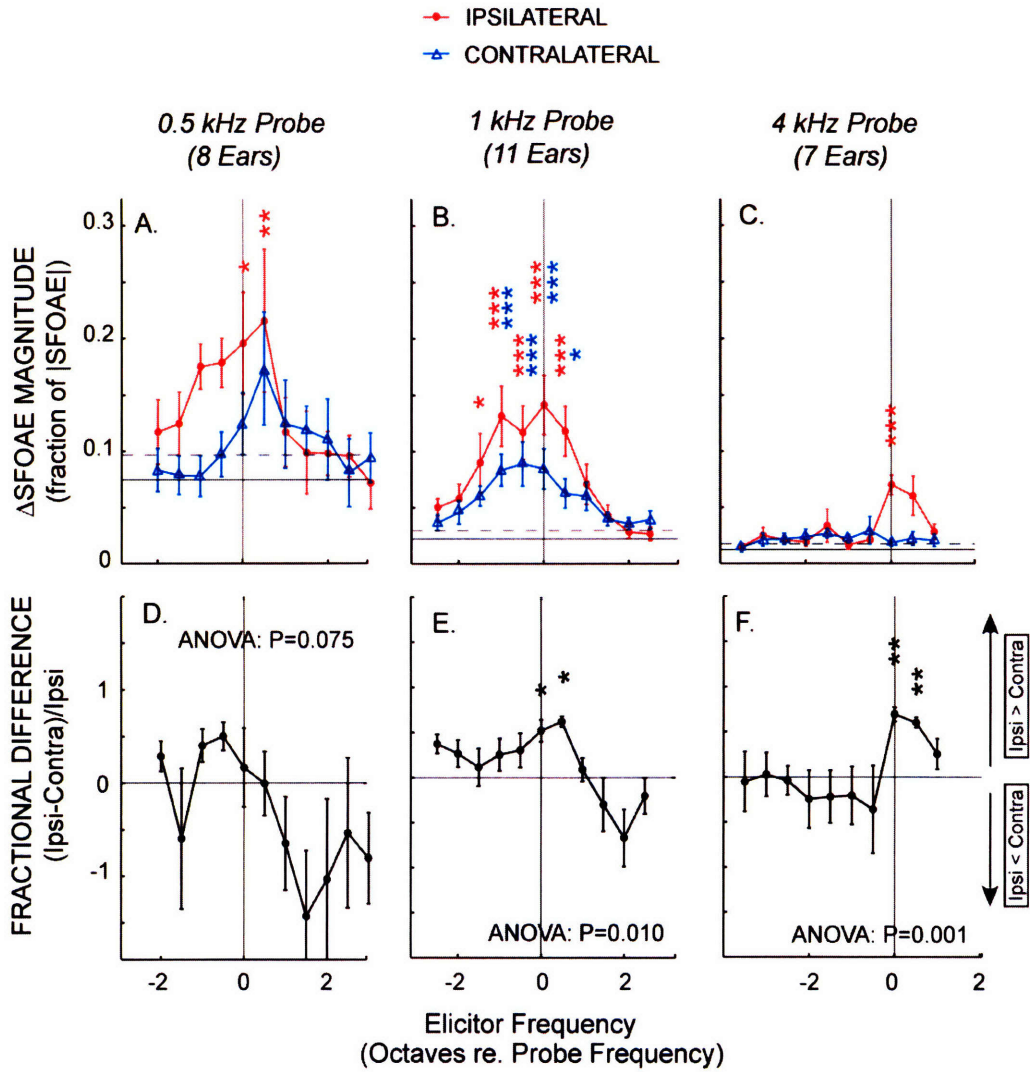 IPSILATERAL
CONTRALATERAL
0.5 kHz Probe
(8 Ears)
1 kHz Probe
(11 Ears)
4 kHz Probe
(7 Ears)
ΔSFOAE MAGNITUDE
(fraction of |SFOAE|)
0.3
0.2
0.1
0
A.
*
**
B.
*
***
***
***
***
***
***
***
*
C.
***
FRACTIONAL DIFFERENCE
(Ipsi-Contra)/Ipsi
1
0
-1
D.
ANOVA: P=0.075
E.
*
*
ANOVA: P=0.010
F.
**
**
ANOVA: P=0.001
Ipsi > Contra
Ipsi < Contra
-2 0 2
-2 0 2
-2 0 2
Elicitor Frequency
(Octaves re. Probe Frequency)